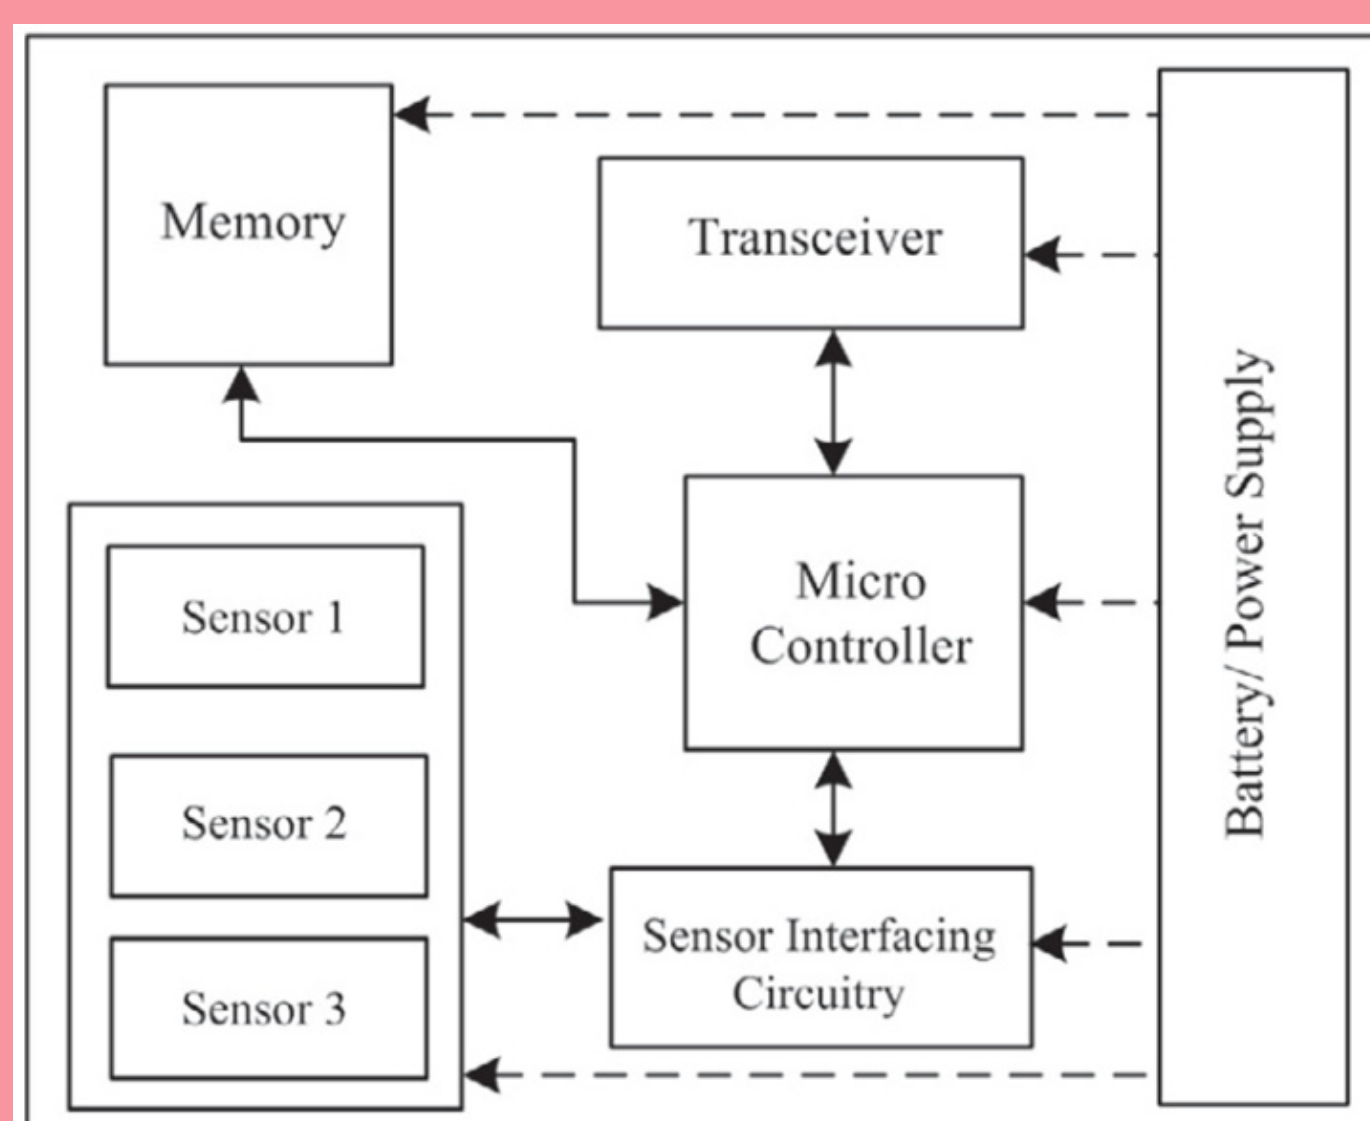 Memory
Transceiver
Micro
Controller
Sensor 1
Sensor 2
Sensor 3
Sensor Interfacing
Circuitry
Battery/ Power Supply